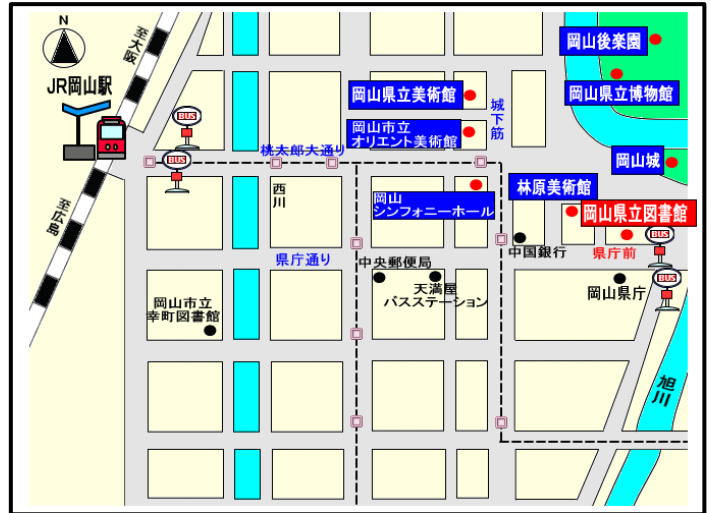 N
至大阪
JR岡山駅
BUS
BUS
至広島
岡山後楽園
岡山県立博物館
岡山県立美術館
城下筋
岡山市立
オリエント美術館
桃太郎大通り
岡山城
西川
岡山
シンフォニーホール
林原美術館
岡山県立図書館
BUS
県庁通り
中央郵便局
中国銀行
県庁前
BUS
天満屋
バスステーション
岡山県庁
岡山市立
幸町図書館
旭川